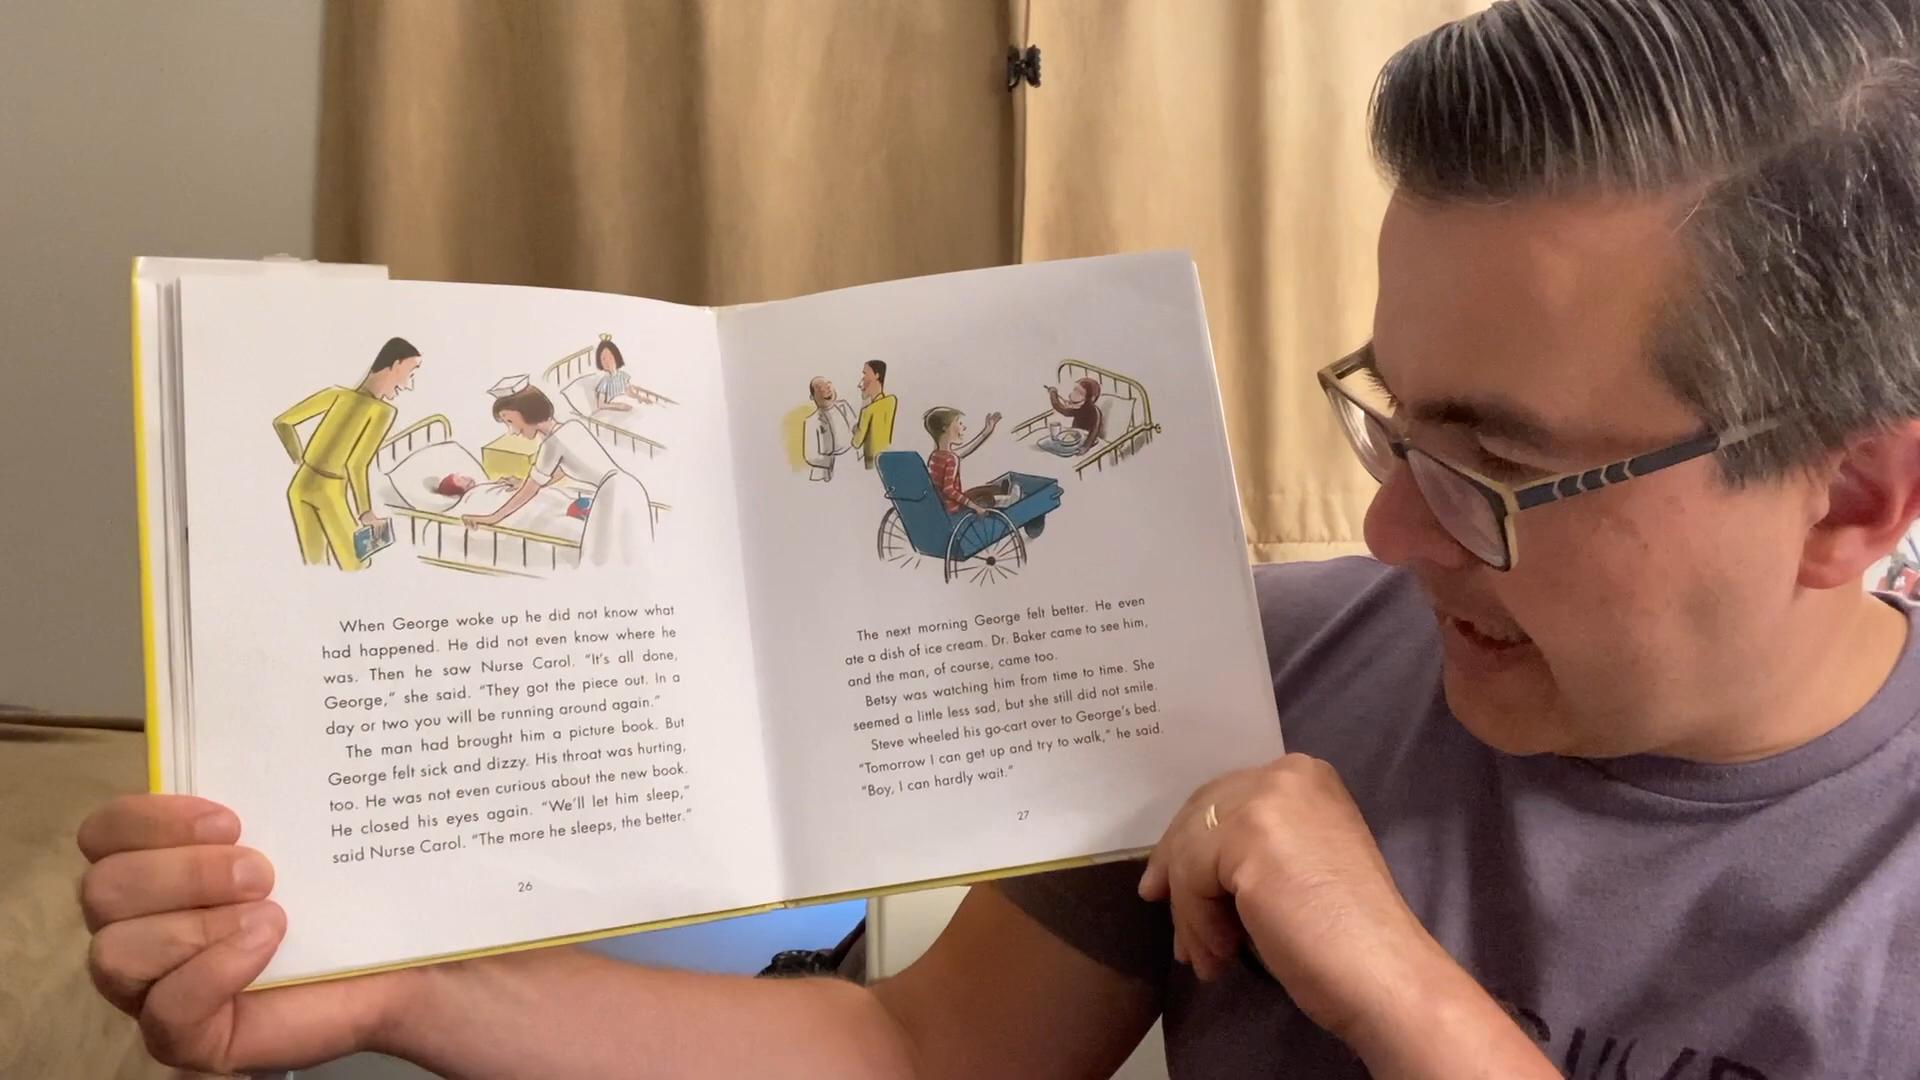 When George woke up he did not know what
had happened. He did not even know where he
was. Then he saw Nurse Carol. “It’s all done,
George,” she said. “They got the piece out. In a
day or two you will be running around again.”
The man had brought him a picture book. But
George felt sick and dizzy. His throat was hurting,
too. He was not even curious about the new book.
He closed his eyes again. “We’ll let him sleep,”
said Nurse Carol. “The more he sleeps, the better.”
26
The next morning George felt better. He even
ate a dish of ice cream. Dr. Baker came to see him,
and the man, of course, came too.
Betsy was watching him from time to time. She
seemed a little less sad, but she still did not smile.
Steve wheeled his go-cart over to George’s bed.
“Tomorrow I can get up and try to walk,” he said.
“Boy, I can hardly wait.”
27